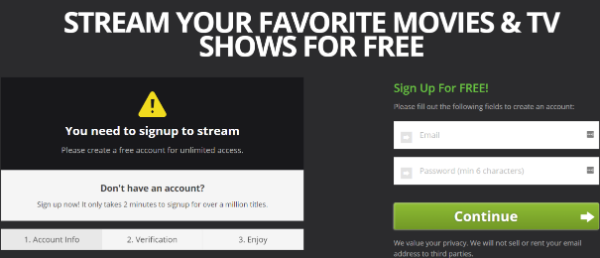 STREAM YOUR FAVORITE MOVIES & TV
SHOWS FOR FREE
You need to signup to stream
Please create a free account for unlimited access.
Don't have an account?
Sign up now! It only takes 2 minutes to signup for over a million titles.
1. Account Info
2. Verification
3. Enjoy
Sign Up For FREE!
Please fill out the following fields to create an account:
Email
Password (min 6 characters)
Continue
We value your privacy. We will not sell or rent your email
address to third parties.